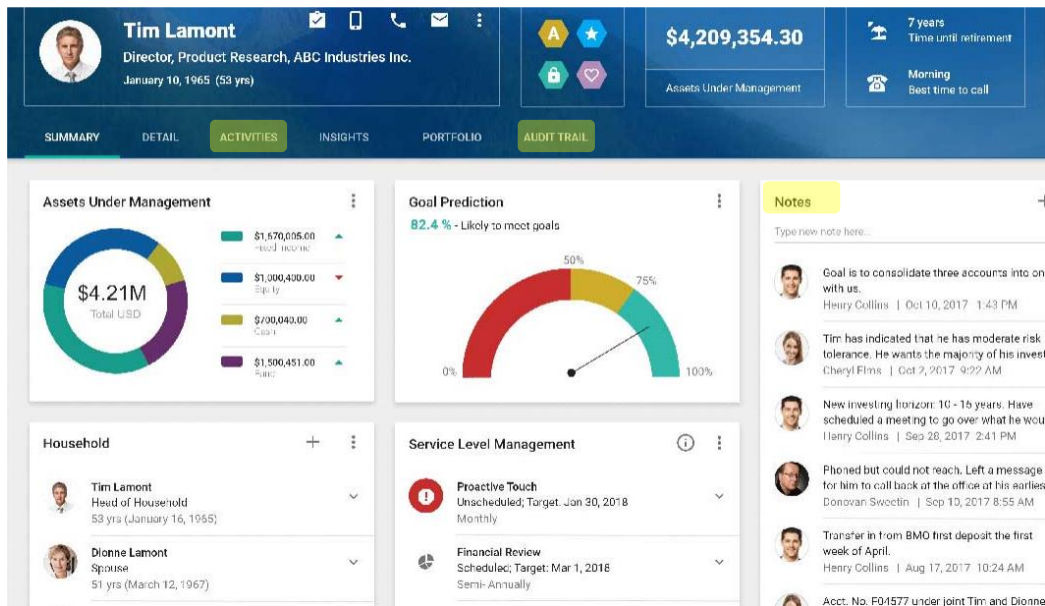 Tim Lamont
Director, Product Research, ABC Industries Inc.
January 10, 1965 (53 yrs)
A
$4,209,354.30
Assets Under Management
7 years
Time until retirement
Morning
Best time to call
SUMMARY
DETAIL
ACTIVITIES
INSIGHTS
PORTFOLIO
AUDIT TRAIL
Assets Under Management
$4.21M
Total USD
$1,670,005.00
Fixed Income
$1,000,400.00
Equity
$700,040.00
Cash
$1,500,451.00
Fund
Goal Prediction
82.4 % - Likely to meet goals
0%
50%
75%
100%
Notes
Type new note here...
Goal is to consolidate three accounts into on
with us.
Henry Collins | Oct 10, 2017 1:43 PM
Tim has indicated that he has moderate risk
tolerance. He wants the majority of his invest
Cheryl Elms | Oct 2, 2017 9:22 AM
New investing horizon: 10 - 15 years. Have
scheduled a meeting to go over what he wou
Henry Collins | Sep 28, 2017 2:41 PM
Phoned but could not reach. Left a message
for him to call back at the office at his earlies
Donovan Sweetin | Sep 10, 2017 8:55 AM
Transfer in from BMO first deposit the first
week of April.
Henry Collins | Aug 17, 2017 10:24 AM
Acct. No. F04577 under joint Tim and Dionne
Household
Tim Lamont
Head of Household
53 yrs (January 16, 1965)
Dionne Lamont
Spouse
51 yrs (March 12, 1967)
Service Level Management
Proactive Touch
Unscheduled; Target: Jan 30, 2018
Monthly
Financial Review
Scheduled; Target: Mar 1, 2018
Semi- Annually